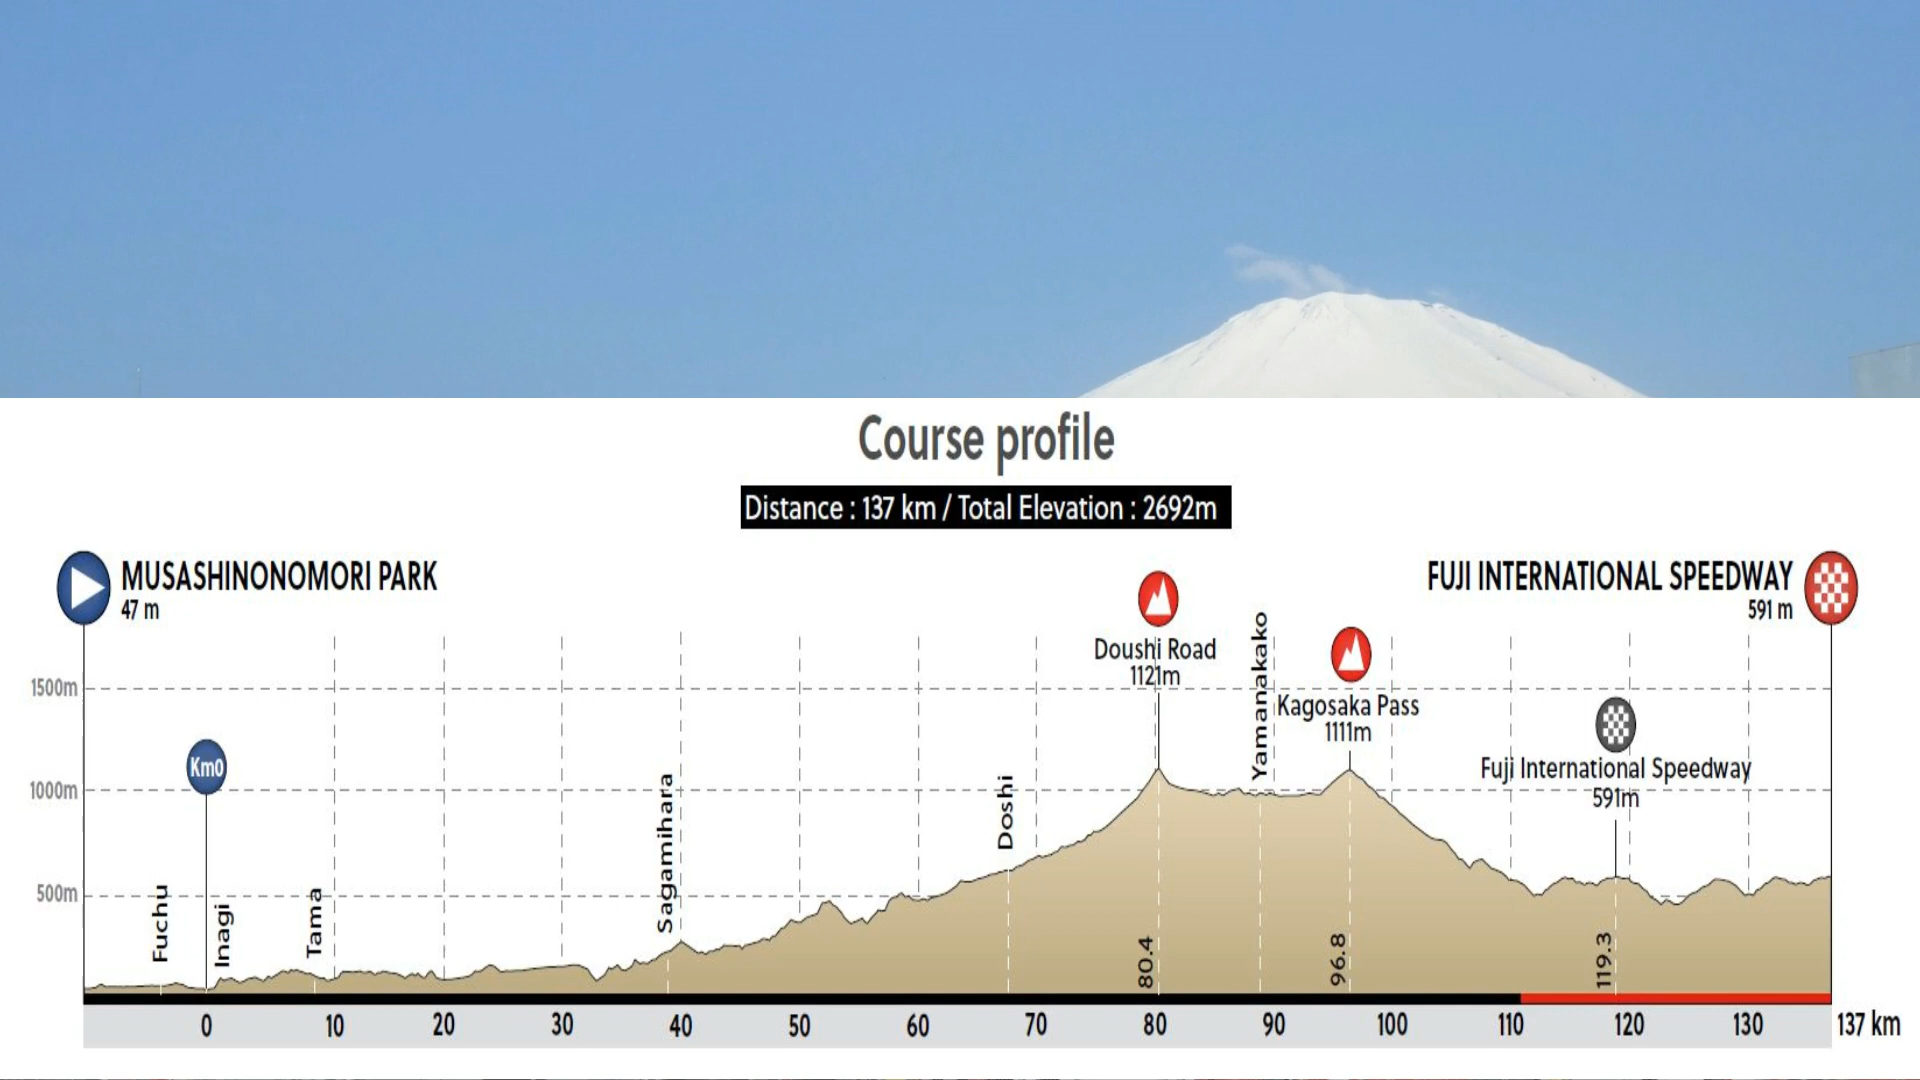 Course profile
Distance : 137 km / Total Elevation : 2692m
MUSASHINONOMORI PARK
47 m
FUJI INTERNATIONAL SPEEDWAY
591 m
Doushi Road
1121m
Yamanakako
Kagosaka Pass
1111m
Fuji International Speedway
591m
1500m
1000m
500m
Km0
Fuchu
Inagi
Tama
Sagamihara
Doshi
80.4
96.8
119.3
0 10 20 30 40 50 60 70 80 90 100 110 120 130 137 km